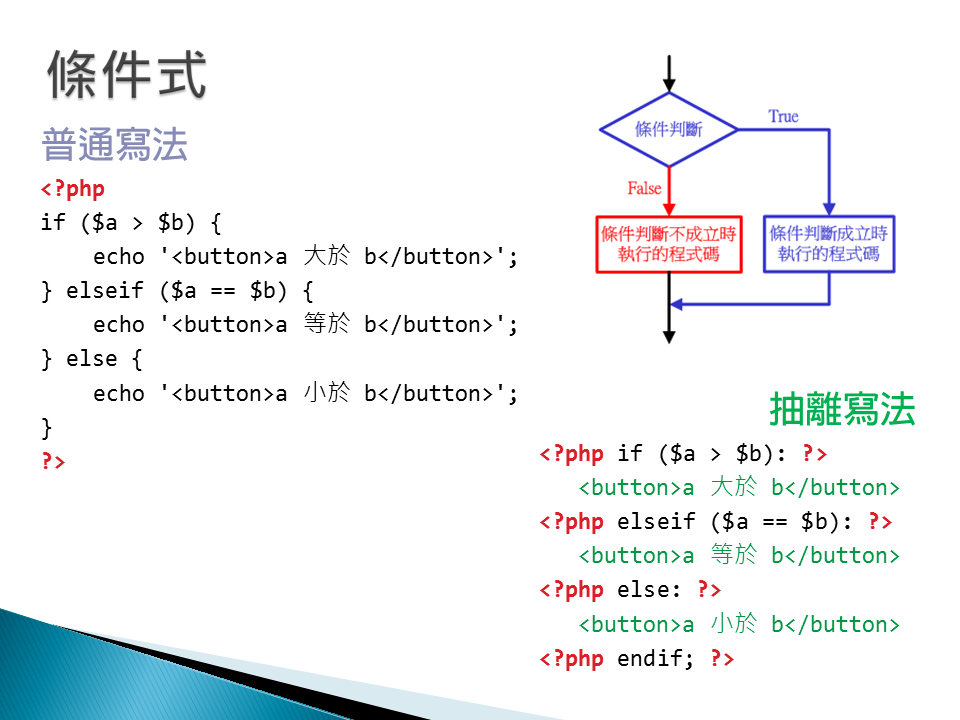 條件式
普通寫法
<?php
if ($a > $b) {
    echo '<button>a 大於 b</button>';
} elseif ($a == $b) {
    echo '<button>a 等於 b</button>';
} else {
    echo '<button>a 小於 b</button>';
}
?>
條件判斷
True
False
條件判斷不成立時
執行的程式碼
條件判斷成立時
執行的程式碼
抽離寫法
<?php if ($a > $b): ?>
   <button>a 大於 b</button>
<?php elseif ($a == $b): ?>
   <button>a 等於 b</button>
<?php else: ?>
   <button>a 小於 b</button>
<?php endif; ?>